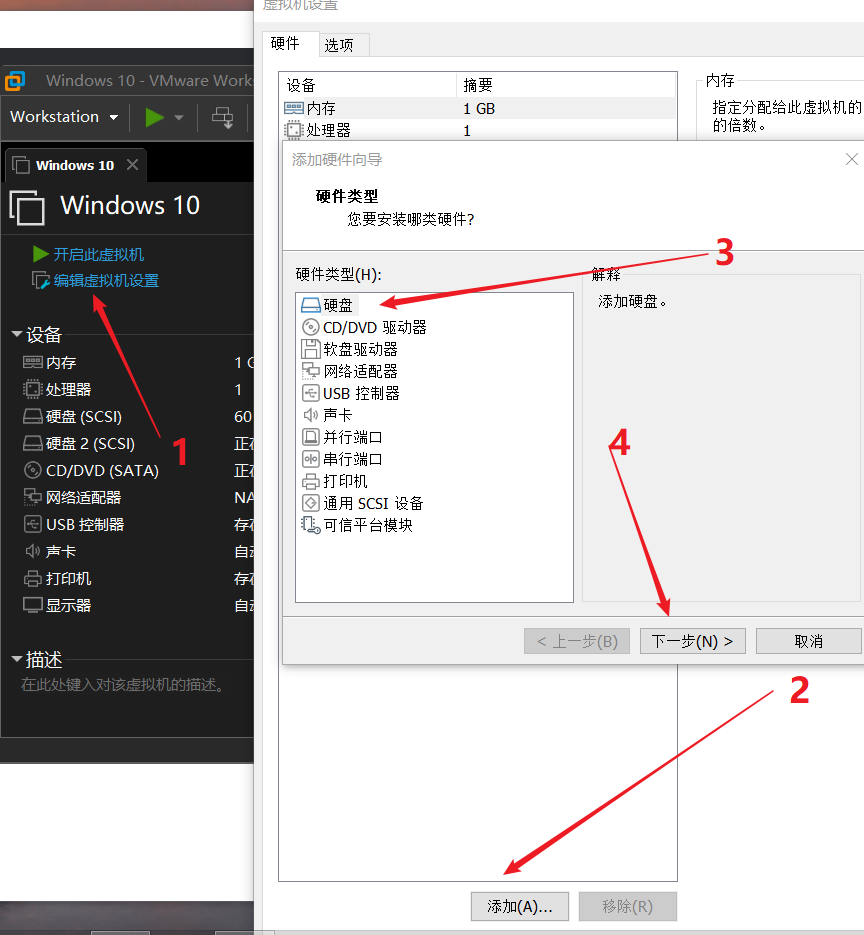 虚拟机设置
硬件
选项
设备
摘要
内存
1 GB
处理器
1
内存
指定分配给此虚拟机的
的倍数。
Windows 10 - VMware Works
Workstation
Windows 10
Windows 10
开启此虚拟机
编辑虚拟机设置
1
设备
内存
1 G
处理器
1
硬盘 (SCSI)
60
硬盘 2 (SCSI)
正在
CD/DVD (SATA)
正在
网络适配器
NA
USB 控制器
存在
声卡
自动
打印机
存在
显示器
自动
描述
在此处键入对该虚拟机的描述。
添加硬件向导
硬件类型
您要安装哪类硬件?
3
硬件类型(H):
解释
硬盘
添加硬盘。
CD/DVD 驱动器
软盘驱动器
网络适配器
USB 控制器
声卡
并行端口
4
串行端口
打印机
通用 SCSI 设备
可信平台模块
< 上一步(B)
下一步(N) >
取消
2
添加(A)...
移除(R)